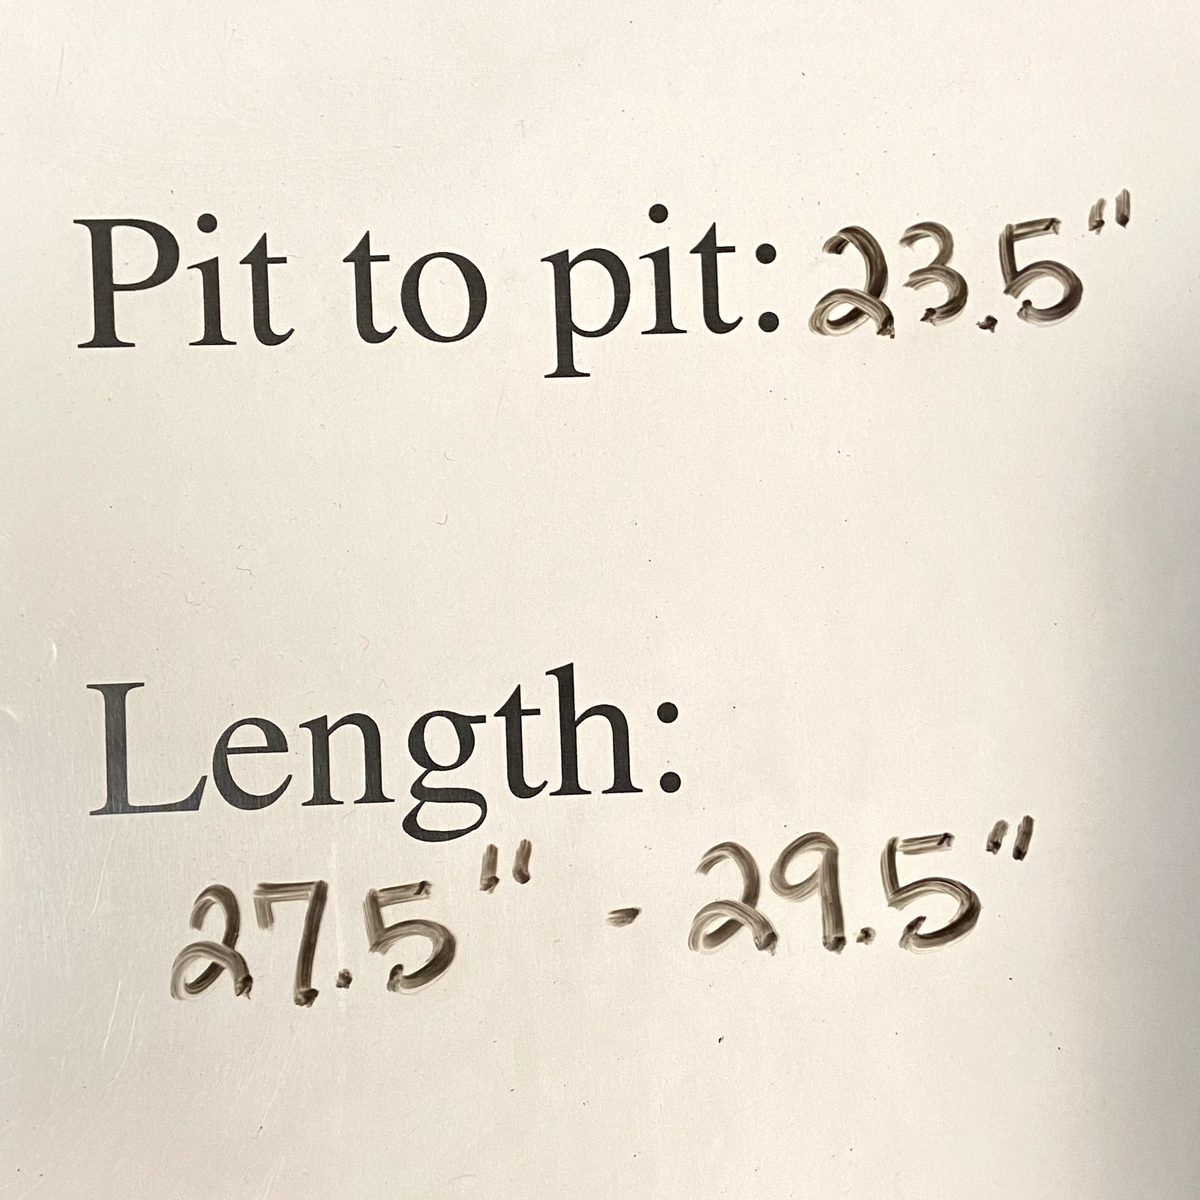 Pit to pit: 23.5"
Length:
27.5" - 29.5"